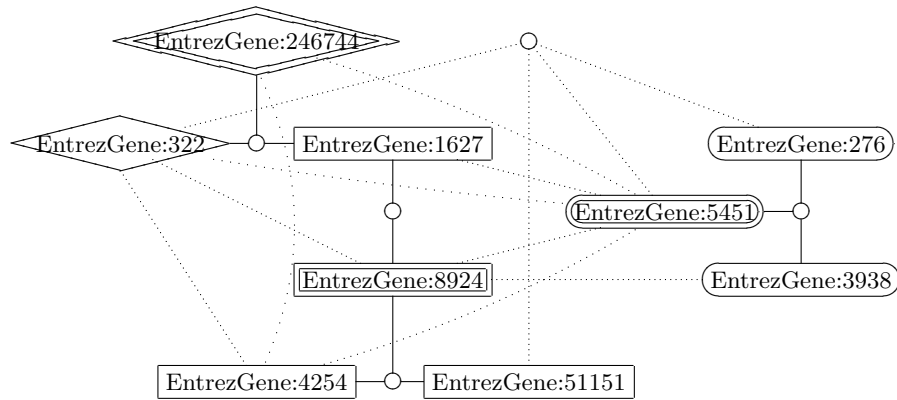 EntrezGene:246744
EntrezGene:322
EntrezGene:1627
EntrezGene:276
EntrezGene:5451
EntrezGene:8924
EntrezGene:3938
EntrezGene:4254
EntrezGene:51151